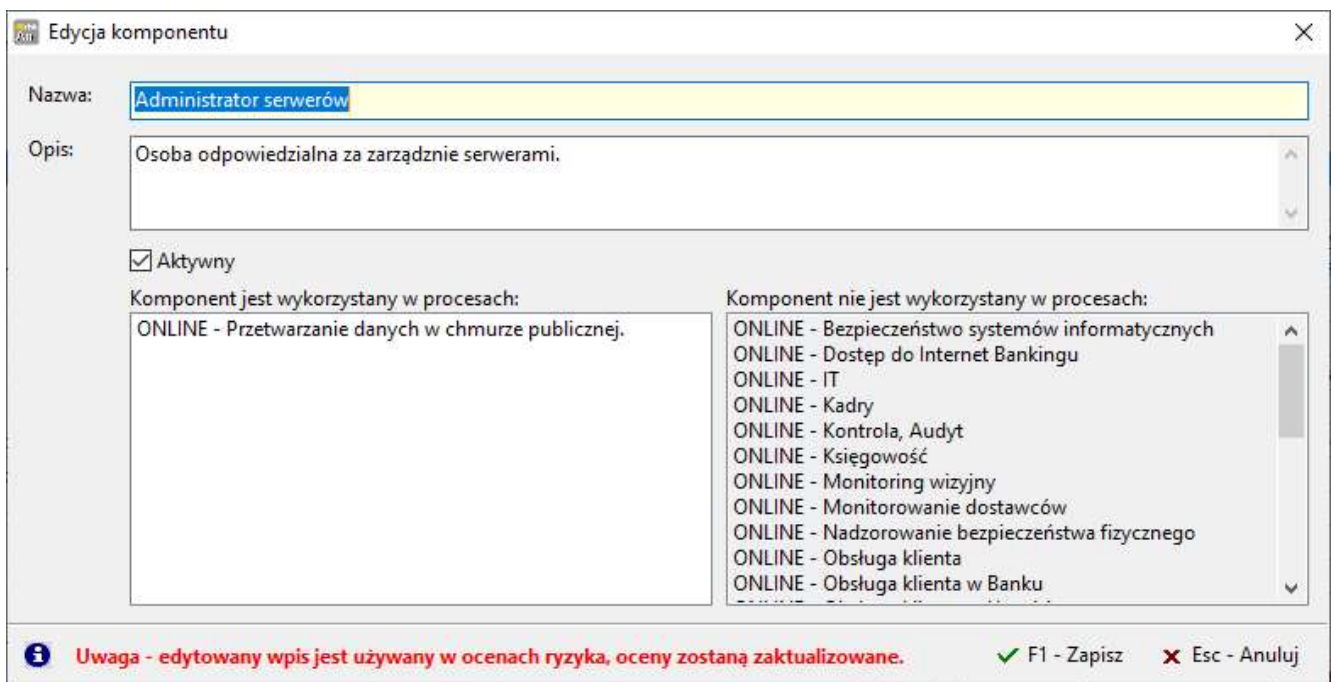 Edycja komponentu
Nazwa: Administrator serwerów
Opis: Osoba odpowiedzialna za zarządznie serwerami.
Aktywny
Komponent jest wykorzystany w procesach:
ONLINE - Przetwarzanie danych w chmurze publicznej.
Komponent nie jest wykorzystany w procesach:
ONLINE - Bezpieczeństwo systemów informatycznych
ONLINE - Dostęp do Internet Bankingu
ONLINE - IT
ONLINE - Kadry
ONLINE - Kontrola, Audyt
ONLINE - Księgowość
ONLINE - Monitoring wizyjny
ONLINE - Monitorowanie dostawców
ONLINE - Nadzorowanie bezpieczeństwa fizycznego
ONLINE - Obsługa klienta
ONLINE - Obsługa klienta w Banku
Uwaga - edytowany wpis jest używany w ocenach ryzyka, oceny zostaną zaktualizowane. F1 - Zapisz Esc - Anuluj